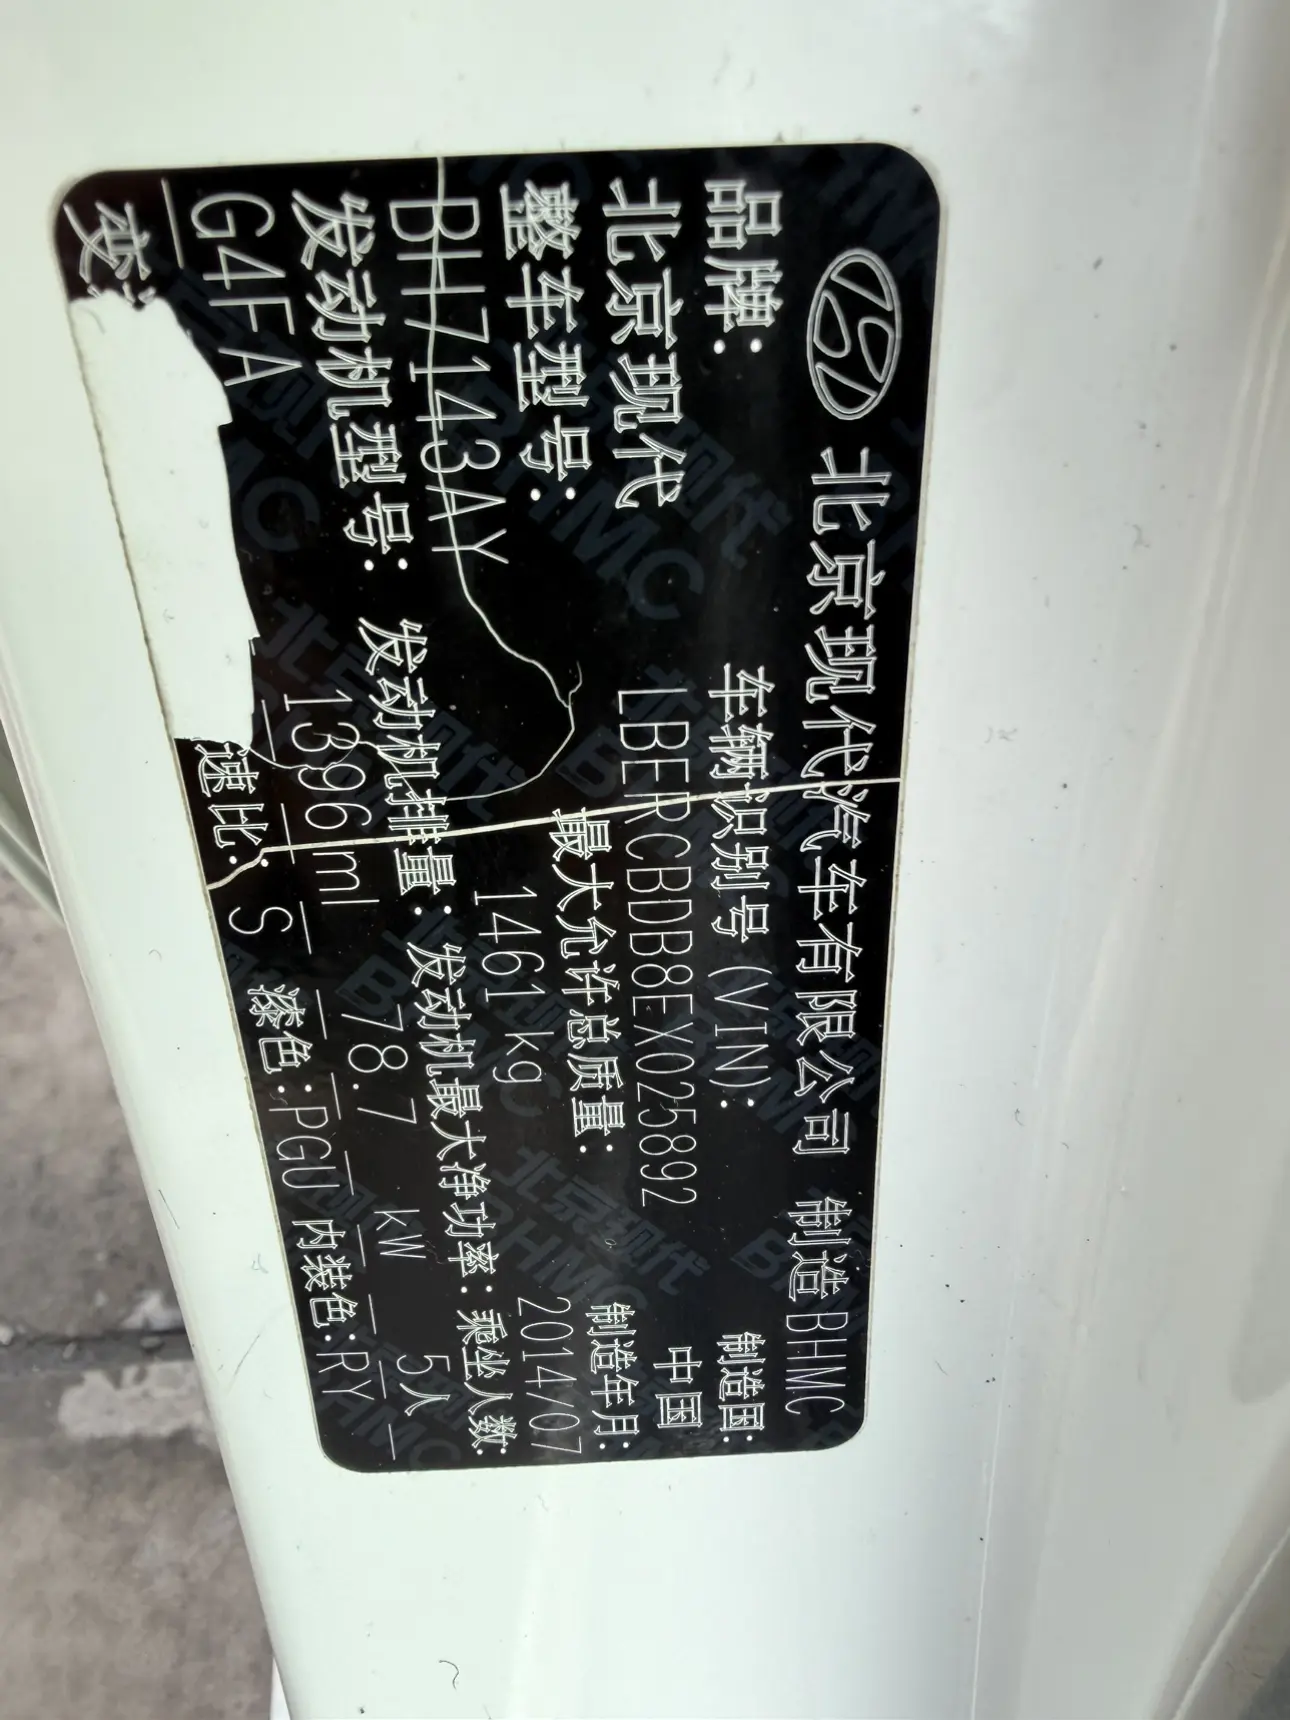 北京现代汽车有限公司 制造 BHMC
品牌: 车辆识别号(VIN): 制造国:
北京现代 LBERCBDB8EX025892 中国
整车型号: 最大允许总质量: 制造年月:
BH7143AY 1461kg 2014/07
发动机型号: 发动机排量: 发动机最大净功率: 乘坐人数:
G4FA 1396ml 78.7 kW 5人
变 速比: S 漆色: PGU 内装色: RY